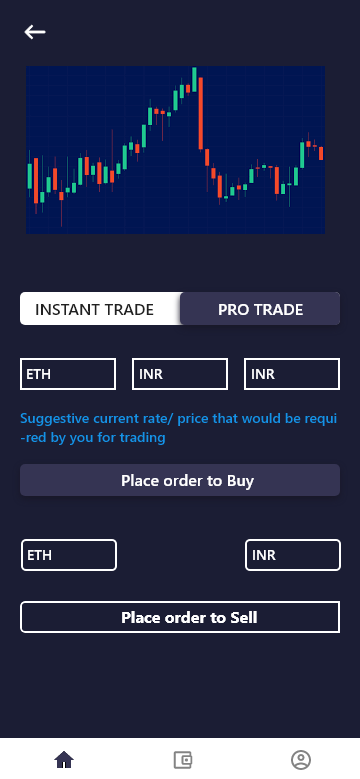 INSTANT TRADE
PRO TRADE
ETH
INR
INR
Suggestive current rate/ price that would be requi
-red by you for trading
Place order to Buy
ETH
INR
Place order to Sell